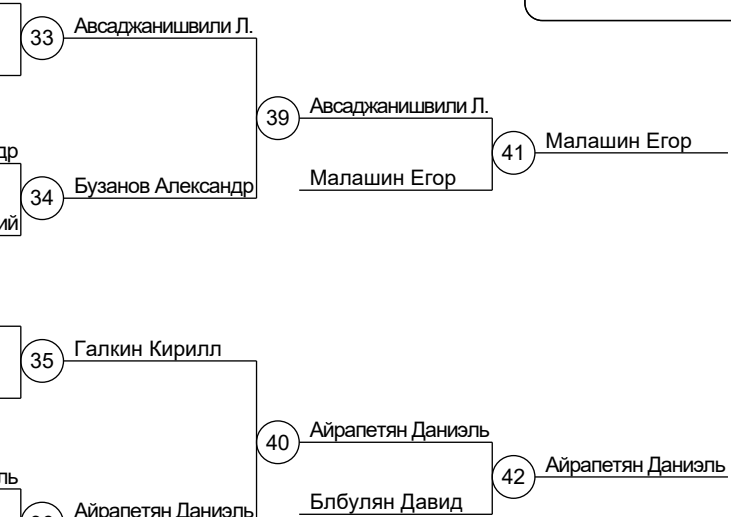 33
Авсаджанишвили Л.
39
Авсаджанишвили Л.
41
Малашин Егор
Малашин Егор
34
Бузанов Александр
35
Галкин Кирилл
40
Айрапетян Даниэль
42
Айрапетян Даниэль
Блбулян Давид
Айрапетян Даниэль